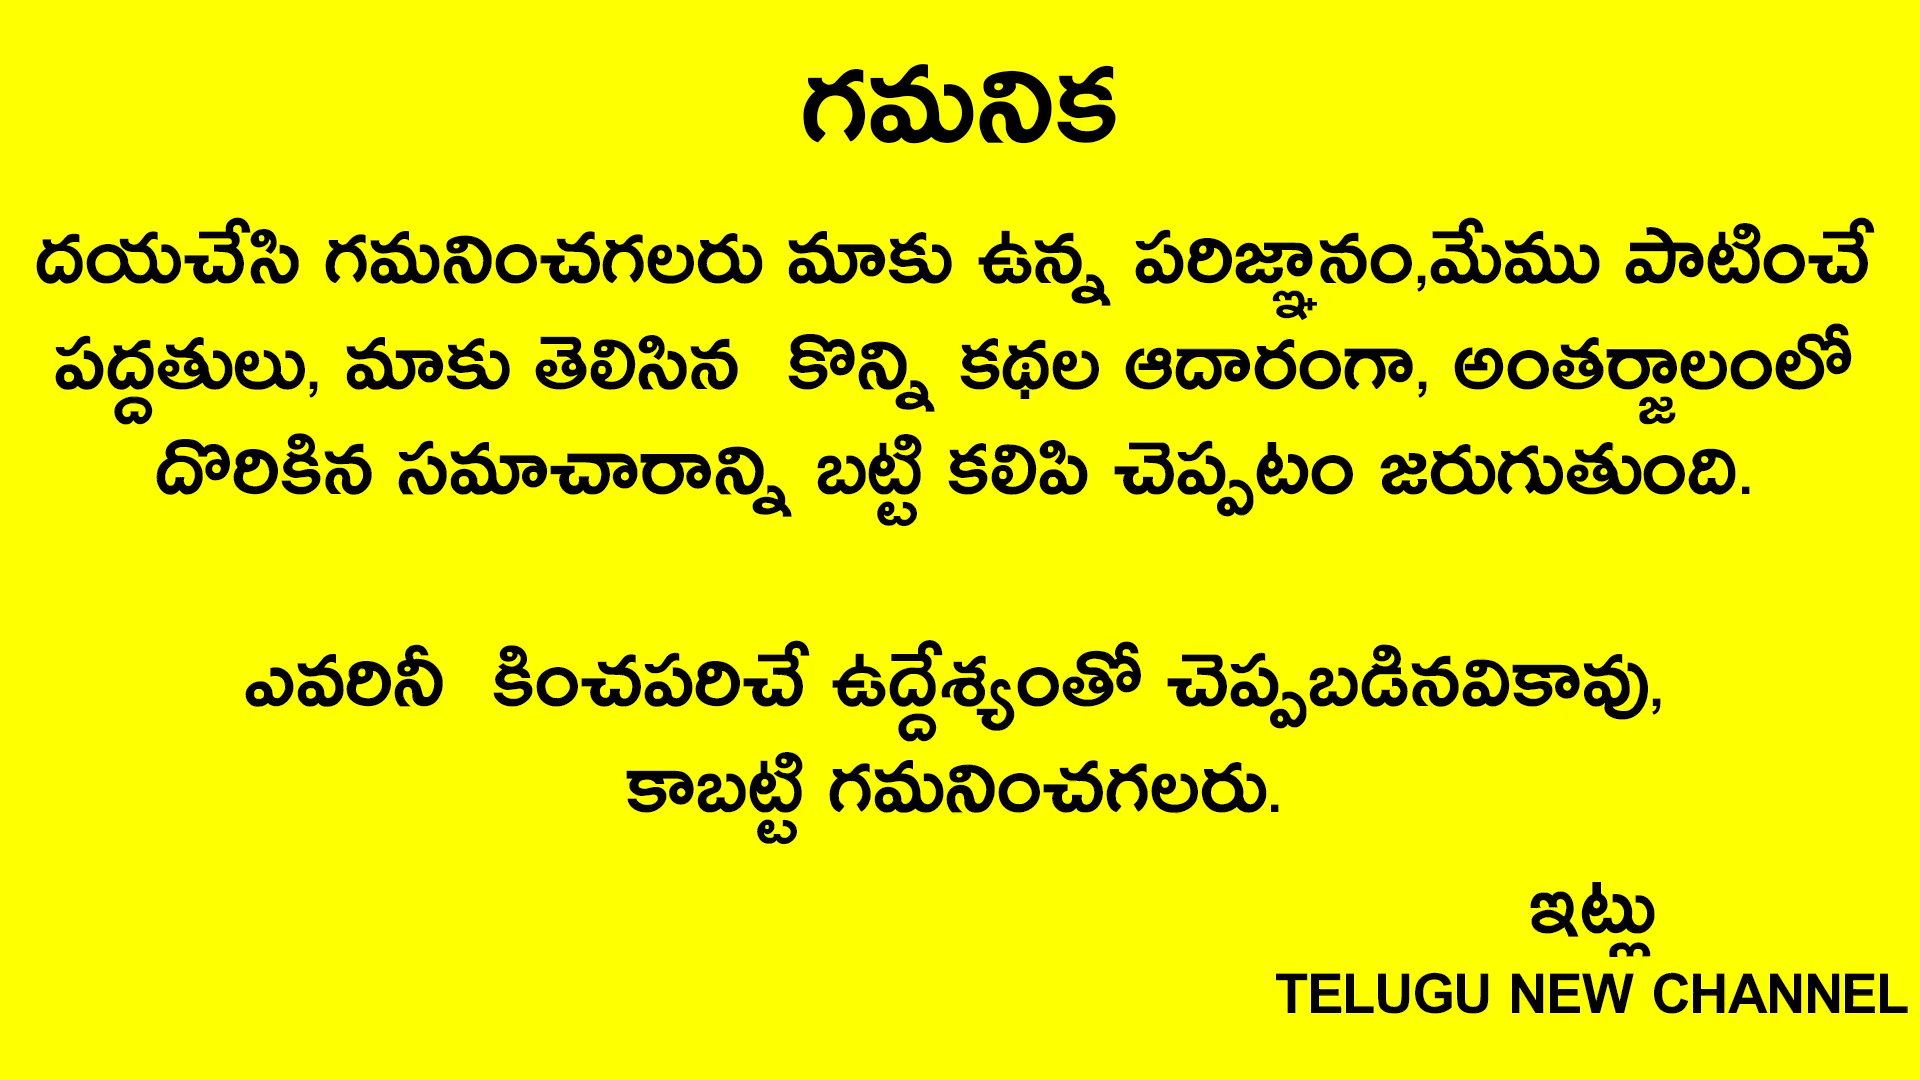 గమనిక
దయచేసి గమనించగలరు మాకు ఉన్న పరిజ్ఞానం,మేము పాటించే
పద్దతులు, మాకు తెలిసిన  కొన్ని కథల ఆదారంగా, అంతర్జాలంలో
దొరికిన సమాచారాన్ని బట్టి కలిపి చెప్పటం జరుగుతుంది.
ఎవరినీ  కించపరిచే ఉద్దేశ్యంతో చెప్పబడినవికావు,
కాబట్టి గమనించగలరు.
ఇట్లు
TELUGU NEW CHANNEL